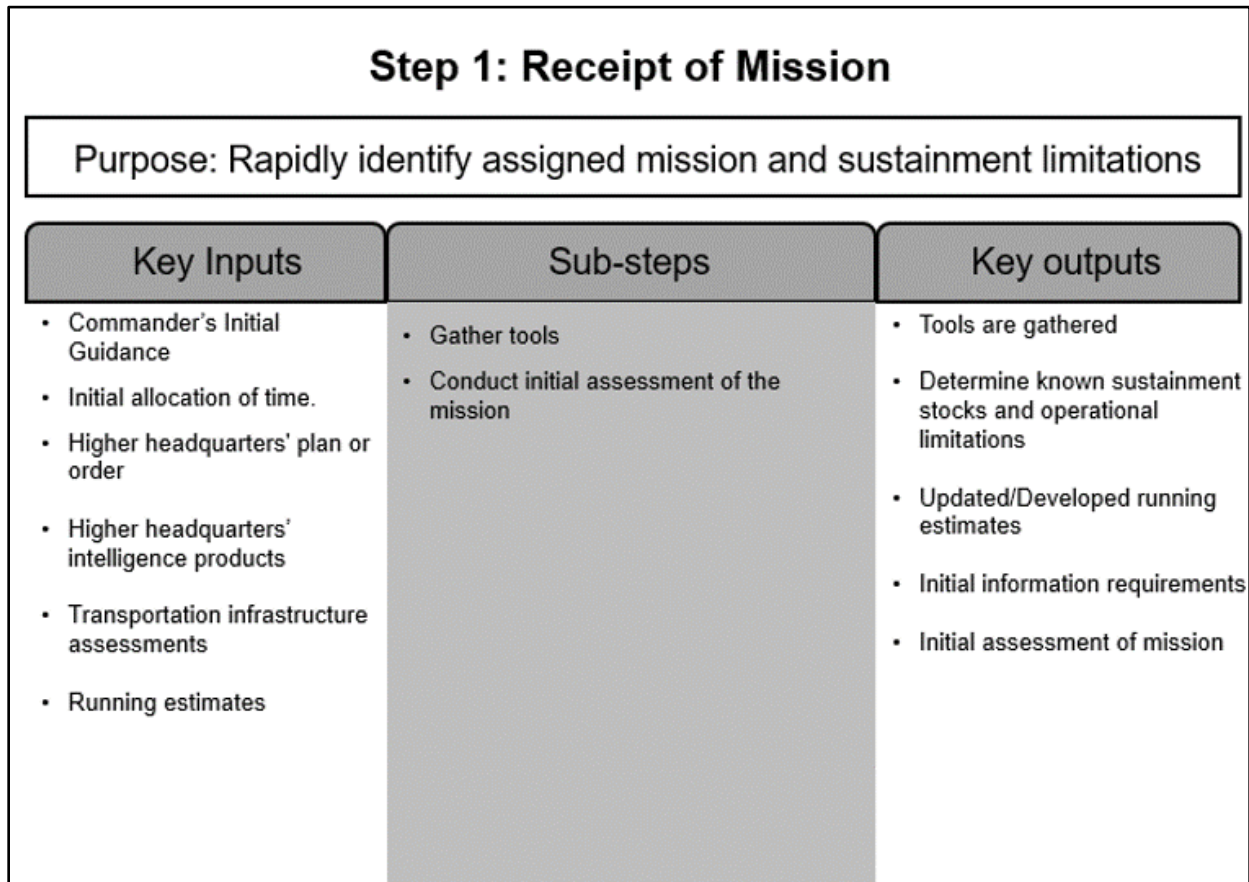 Step 1: Receipt of Mission
Purpose: Rapidly identify assigned mission and sustainment limitations
Key Inputs
• Commander's Initial
Guidance
• Initial allocation of time.
• Higher headquarters' plan or
order
• Higher headquarters’
intelligence products
• Transportation infrastructure
assessments
• Running estimates
Sub-steps
• Gather tools
• Conduct initial assessment of the
mission
Key outputs
• Tools are gathered
• Determine known sustainment
stocks and operational
limitations
• Updated/Developed running
estimates
• Initial information requirements
• Initial assessment of mission